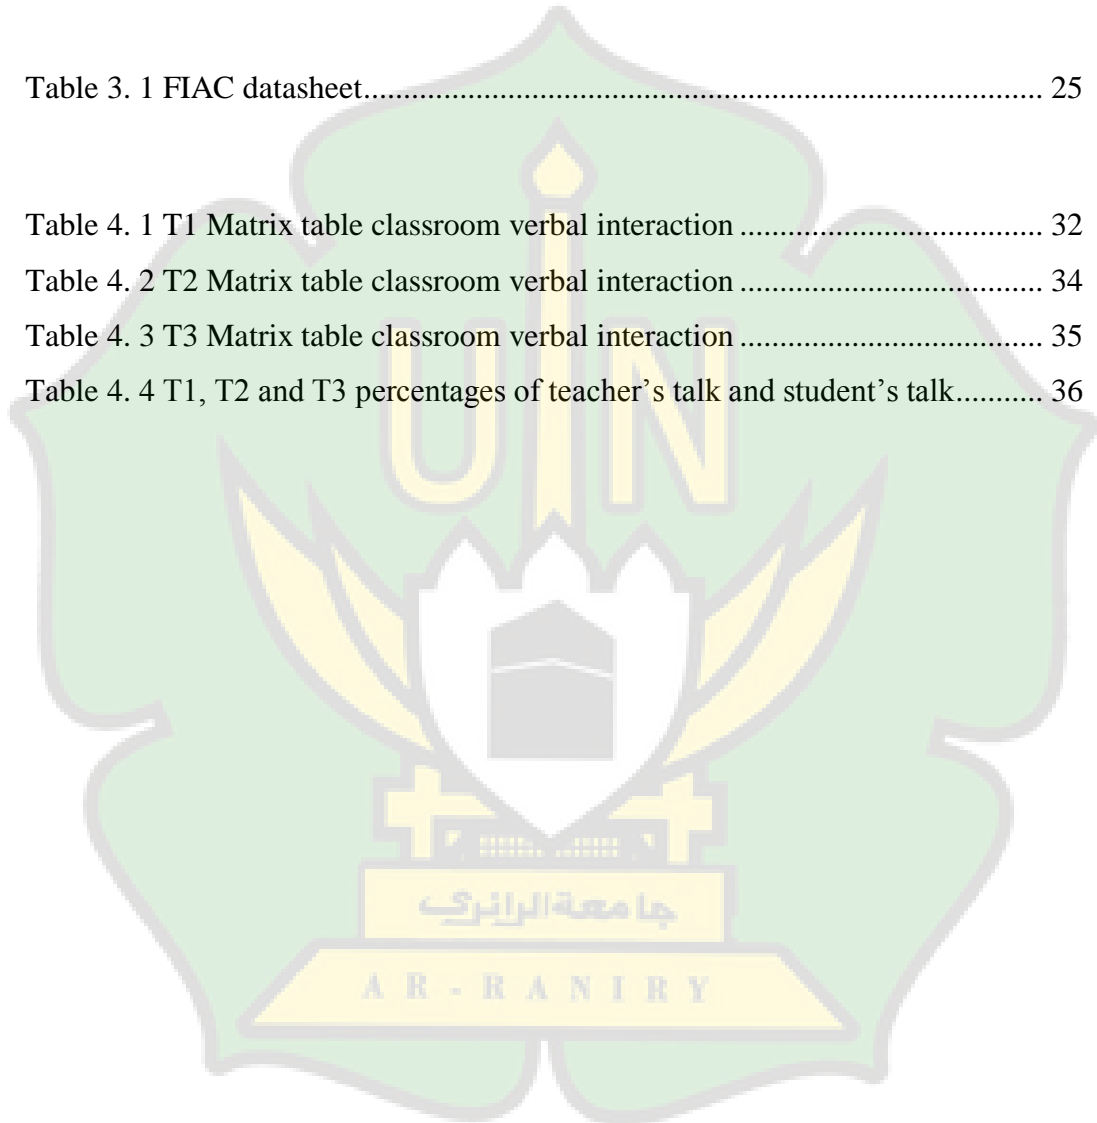 Table 3. 1 FIAC datasheet..................................................................................... 25
Table 4. 1 T1 Matrix table classroom verbal interaction ...................................... 32
Table 4. 2 T2 Matrix table classroom verbal interaction ...................................... 34
Table 4. 3 T3 Matrix table classroom verbal interaction ...................................... 35
Table 4. 4 T1, T2 and T3 percentages of teacher’s talk and student’s talk........... 36
UIN
جامعة الرانري
AR-RANIRY